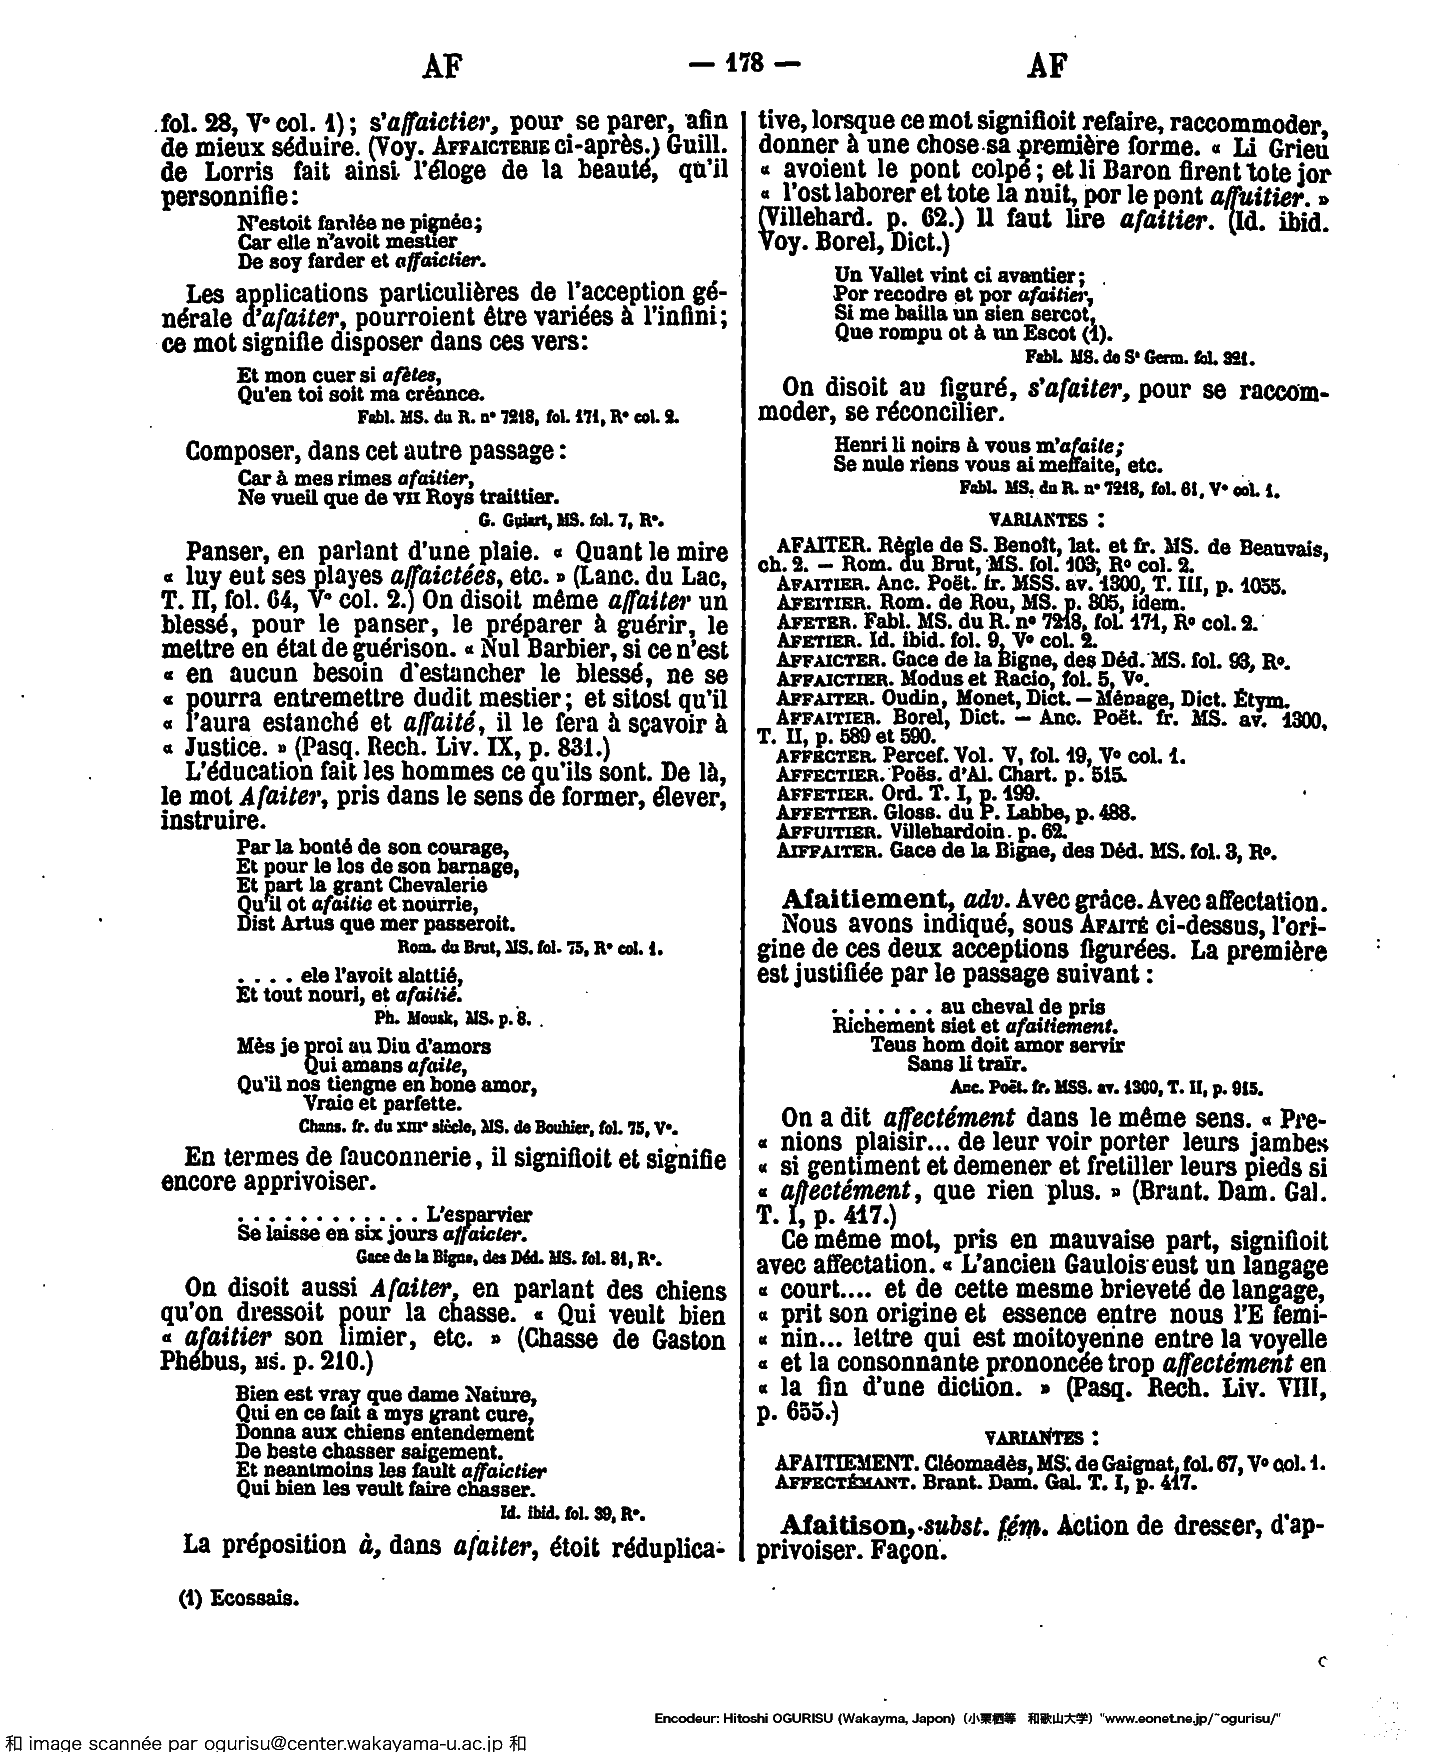 AF — 178 — AF
fol. 28, V° col. 1); s'affaictier, pour se parer, afin
de mieux séduire. (Voy. AFFAICTERIE ci-après.) Guill.
de Lorris fait ainsi l'éloge de la beauté, qu'il
personnifie:
N'estoit fardée ne pignée;
Car elle n'avoit mestier
De soy farder et affaictier.
Les applications particulières de l'acception gé-
nérale d'afaiter, pourroient être variées à l'infini;
ce mot signifie disposer dans ces vers:
Et mon cuer si afètes,
Qu'en toi soit ma créance.
Fabl. MS. du R. n° 7218, fol. 171, R° col. 2.
Composer, dans cet autre passage:
Car à mes rimes afaitier,
Ne vueil que de VII Roys traittier.
G. Guiart, MS. fol. 7, R°.
Panser, en parlant d'une plaie. « Quant le mire
« luy eut ses playes affaictées, etc. » (Lanc. du Lac,
T. II, fol. 64, V° col. 2.) On disoit même affaiter un
blessé, pour le panser, le préparer à guérir, le
mettre en état de guérison. « Nul Barbier, si ce n'est
« en aucun besoin d'estancher le blessé, ne se
« pourra entremettre dudit mestier; et sitost qu'il
« l'aura estanché et affaité, il le fera à sçavoir à
« Justice. » (Pasq. Rech. Liv. IX, p. 831.)
L'éducation fait les hommes ce qu'ils sont. De là,
le mot Afaiter, pris dans le sens de former, élever,
instruire.
Par la bonté de son courage,
Et pour le los de son barnage,
Et part la grant Chevalerie
Qu'il ot afaitie et nourrie,
Dist Artus que mer passeroit.
Rom. du Brut, MS. fol. 75, R° col. 1.
. . . . ele l'avoit alattié,
Et tout nouri, et afaitié.
Ph. Mousk, MS. p. 8.
Mès je proi au Diu d'amors
Qui amans afaite,
Qu'il nos tiengne en bone amor,
Vraie et parfette.
Chans. fr. du XIII° siècle, MS. de Bouhier, fol. 75, V°.
En termes de fauconnerie, il signifioit et signifie
encore apprivoiser.
. . . . . . . . . . . . L'esparvier
Se laisse en six jours affaicter.
Gace de la Bigne, des Déd. MS. fol. 81, R°.
On disoit aussi Afaiter, en parlant des chiens
qu'on dressoit pour la chasse. « Qui veult bien
« afaitier son limier, etc. » (Chasse de Gaston
Phébus, MS. p. 210.)
Bien est vray que dame Nature,
Qui en ce fait a mys grant cure,
Donna aux chiens entendement
De beste chasser saigement.
Et neantmoins les fault affaictier
Qui bien les veult faire chasser.
Id. ibid. fol. 39, R°.
La préposition à, dans afaiter, étoit réduplica-
(1) Ecossais.
tive, lorsque ce mot signifioit refaire, raccommoder,
donner à une chose sa première forme. « Li Grieu
« avoient le pont colpé; et li Baron firent tote jor
« l'ost laborer et tote la nuit, por le pont affuitier. »
(Villehard. p. 62.) Il faut lire afaitier. (Id. ibid.
Voy. Borel, Dict.)
Un Vallet vint ci avantier;
Por recodre et por afaitier,
Si me bailla un sien sercot,
Que rompu ot à un Escot (1).
Fabl. MS. de S* Germ. fol. 321.
On disoit au figuré, s'afaiter, pour se raccom-
moder, se réconcilier.
Henri li noirs à vous m'afaite;
Se nule riens vous ai meffaite, etc.
Fabl. MS. du R. n° 7218, fol. 61, V° col. 1.
VARIANTES :
AFAITER. Règle de S. Benoît, lat. et fr. MS. de Beauvais,
ch. 2. — Rom. du Brut, MS. fol. 103, R° col. 2.
AFAITIER. Anc. Poët. fr. MSS. av. 1300, T. III, p. 1055.
AFEITIER. Rom. de Rou, MS. p. 305, idem.
AFETER. Fabl. MS. du R. n° 7218, fol. 171, R° col. 2.
AFETIER. Id. ibid. fol. 9, V° col. 2.
AFFAICTER. Gace de la Bigne, des Déd. MS. fol. 93, R°.
AFFAICTIER. Modus et Racio, fol. 5, V°.
AFFAITER. Oudin, Monet, Dict. — Ménage, Dict. Étym.
AFFAITIER. Borel, Dict. — Anc. Poët. fr. MS. av. 1300,
T. II, p. 589 et 590.
AFFECTER. Percef. Vol. V, fol. 19, V° col. 1.
AFFECTIER. Poës. d'Al. Chart. p. 515.
AFFETIER. Ord. T. I, p. 199.
AFFETTER. Gloss. du P. Labbe, p. 488.
AFFUITIER. Villehardoin. p. 62.
AIFFAITER. Gace de la Bigne, des Déd. MS. fol. 3, R°.
Afaitiement, adv. Avec grâce. Avec affectation.
Nous avons indiqué, sous AFAITÉ ci-dessus, l'ori-
gine de ces deux acceptions figurées. La première
est justifiée par le passage suivant :
. . . . . . . au cheval de pris
Richement siet et afaitiement.
Teus hom doit amor servir
Sans li traïr.
Anc. Poët. fr. MSS. av. 1300, T. II, p. 915.
On a dit affectément dans le même sens. « Pre-
« nions plaisir... de leur voir porter leurs jambes
« si gentiment et demener et fretiller leurs pieds si
« affectément, que rien plus. » (Brant. Dam. Gal.
T. I, p. 417.)
Ce même mot, pris en mauvaise part, signifioit
avec affectation. « L'ancien Gaulois eust un langage
« court.... et de cette mesme brieveté de langage,
« prit son origine et essence entre nous l'E femi-
« nin... lettre qui est moitoyenne entre la voyelle
« et la consonnante prononcée trop affectément en
« la fin d'une diction. » (Pasq. Rech. Liv. VIII,
p. 655.)
VARIANTES :
AFAITIEMENT. Cléomadès, MS. de Gaignat, fol. 67, V° col. 1.
AFFECTÉMANT. Brant. Dam. Gal. T. I, p. 417.
Afaitison, subst. fém. Action de dresser, d'ap-
privoiser. Façon.
Encodeur: Hitoshi OGURISU (Wakayma, Japon) (小栗栖等 和歌山大学) "www.eonet.ne.jp/~ogurisu/"
和 image scannée par ogurisu@center.wakayama-u.ac.jp 和